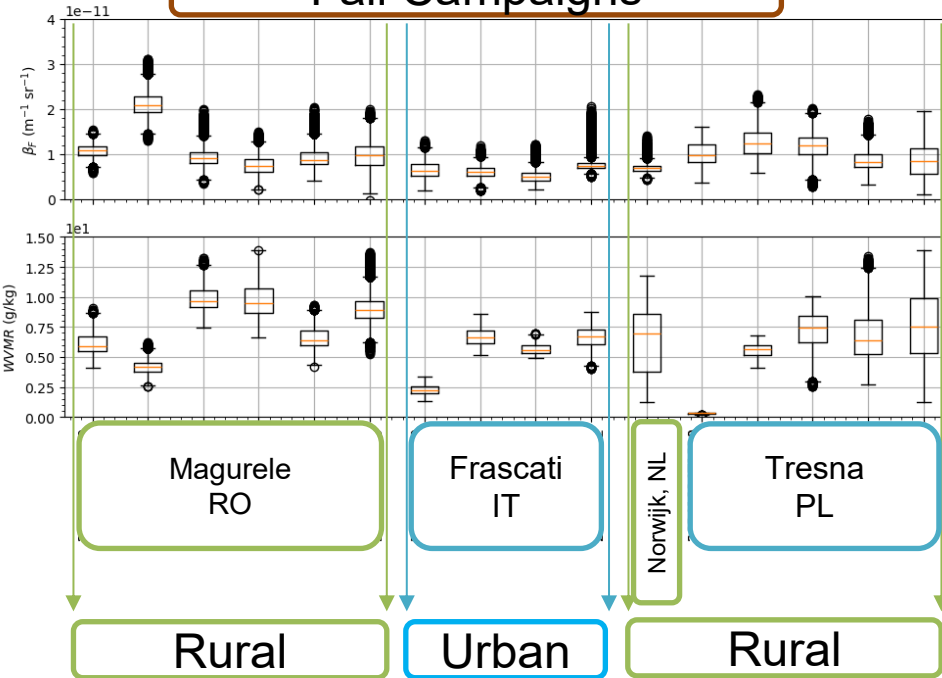 Fall Campaigns
1e−11
4
3
2
1
0
β_F (m⁻¹ sr⁻¹)
1e1
1.50
1.25
1.00
0.75
0.50
0.25
0.00
WVMR (g/kg)
Magurele
RO
Frascati
IT
Norwijk, NL
Tresna
PL
Rural
Urban
Rural